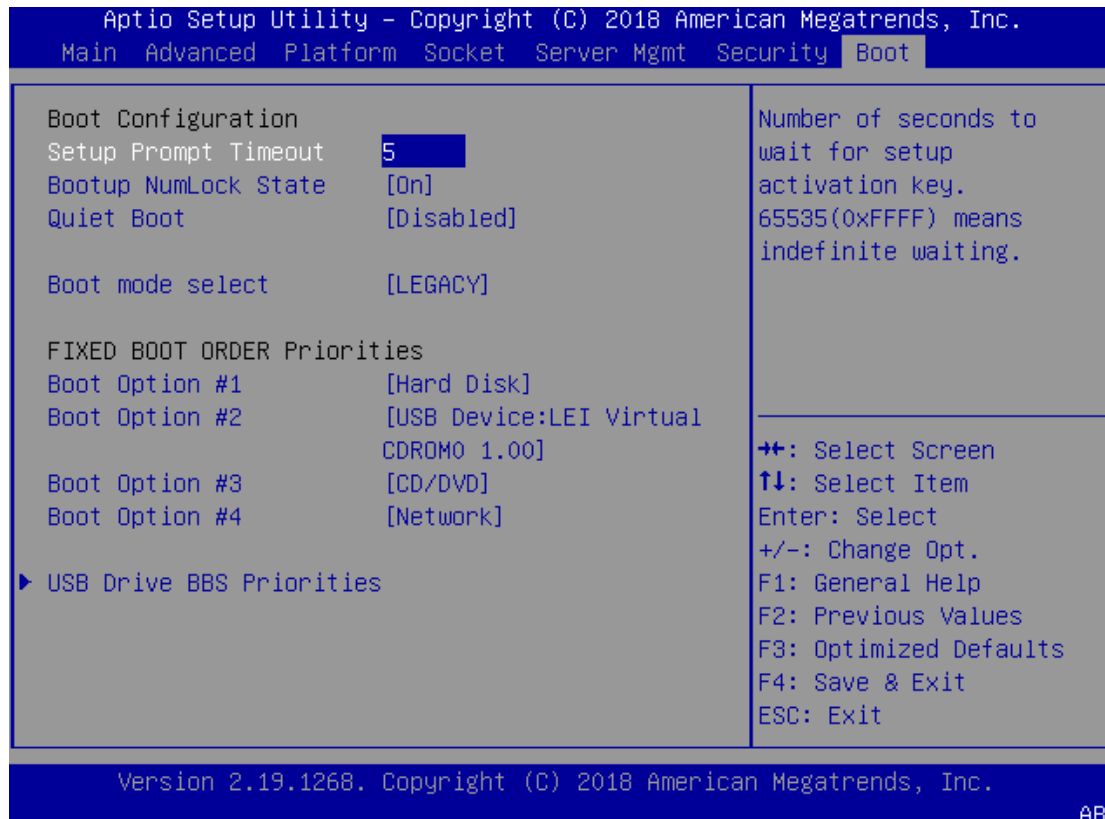 Aptio Setup Utility – Copyright (C) 2018 American Megatrends, Inc.
Main Advanced Platform Socket Server Mgmt Security Boot
Boot Configuration
Setup Prompt Timeout 5
Bootup NumLock State [On]
Quiet Boot [Disabled]
Boot mode select [LEGACY]
FIXED BOOT ORDER Priorities
Boot Option #1 [Hard Disk]
Boot Option #2 [USB Device:LEI Virtual
CDROM0 1.00]
Boot Option #3 [CD/DVD]
Boot Option #4 [Network]
USB Drive BBS Priorities
Number of seconds to
wait for setup
activation key.
65535(0xFFFF) means
indefinite waiting.
→←: Select Screen
↑↓: Select Item
Enter: Select
+/-: Change Opt.
F1: General Help
F2: Previous Values
F3: Optimized Defaults
F4: Save & Exit
ESC: Exit
Version 2.19.1268. Copyright (C) 2018 American Megatrends, Inc.
AB